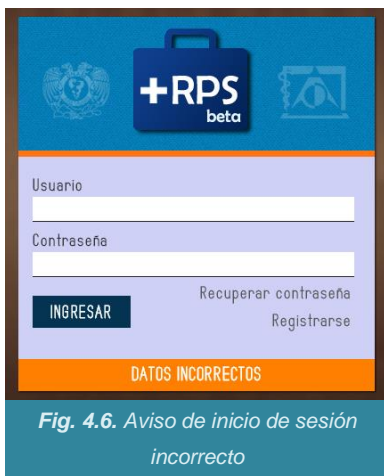 +RPS
beta
Usuario
Contraseña
Recuperar contraseña
INGRESAR
Registrarse
DATOS INCORRECTOS
Fig. 4.6. Aviso de inicio de sesión
incorrecto